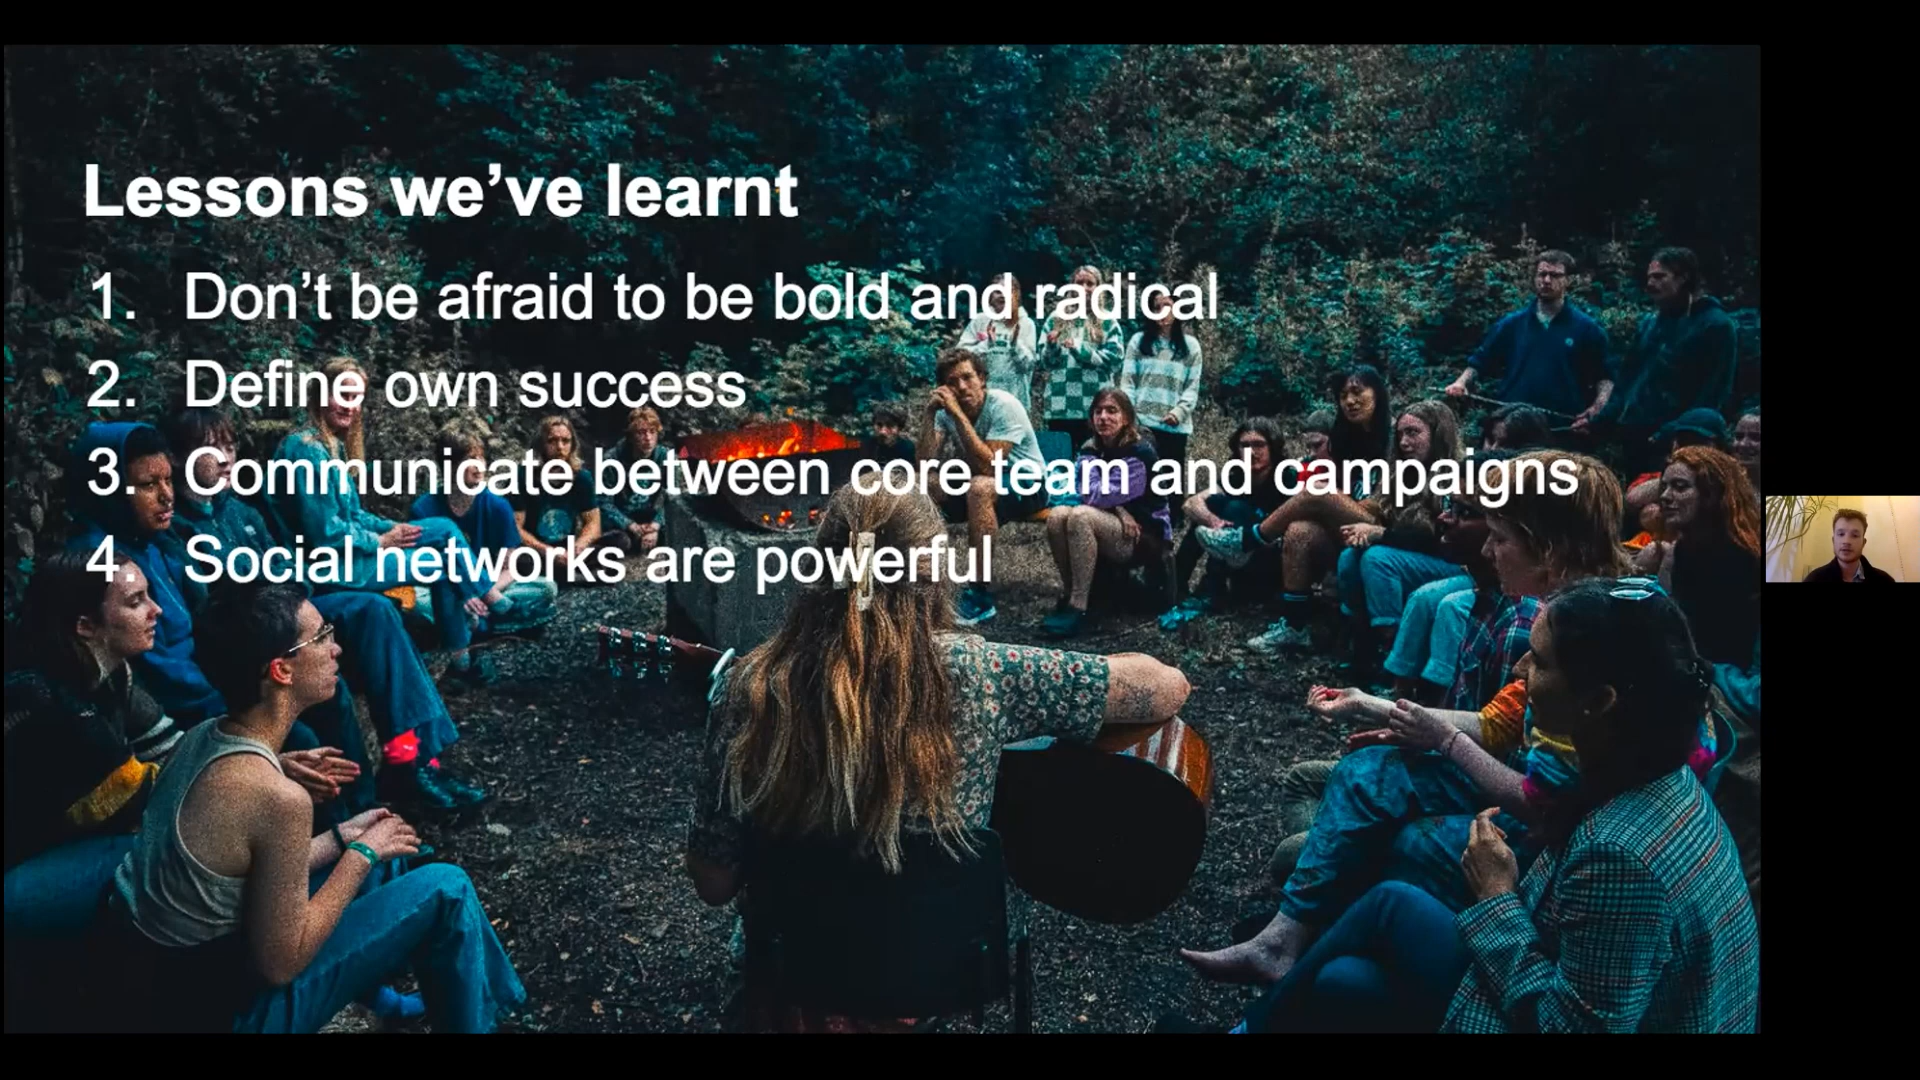 Lessons we’ve learnt
1. Don’t be afraid to be bold and radical
2. Define own success
3. Communicate between core team and campaigns
4. Social networks are powerful